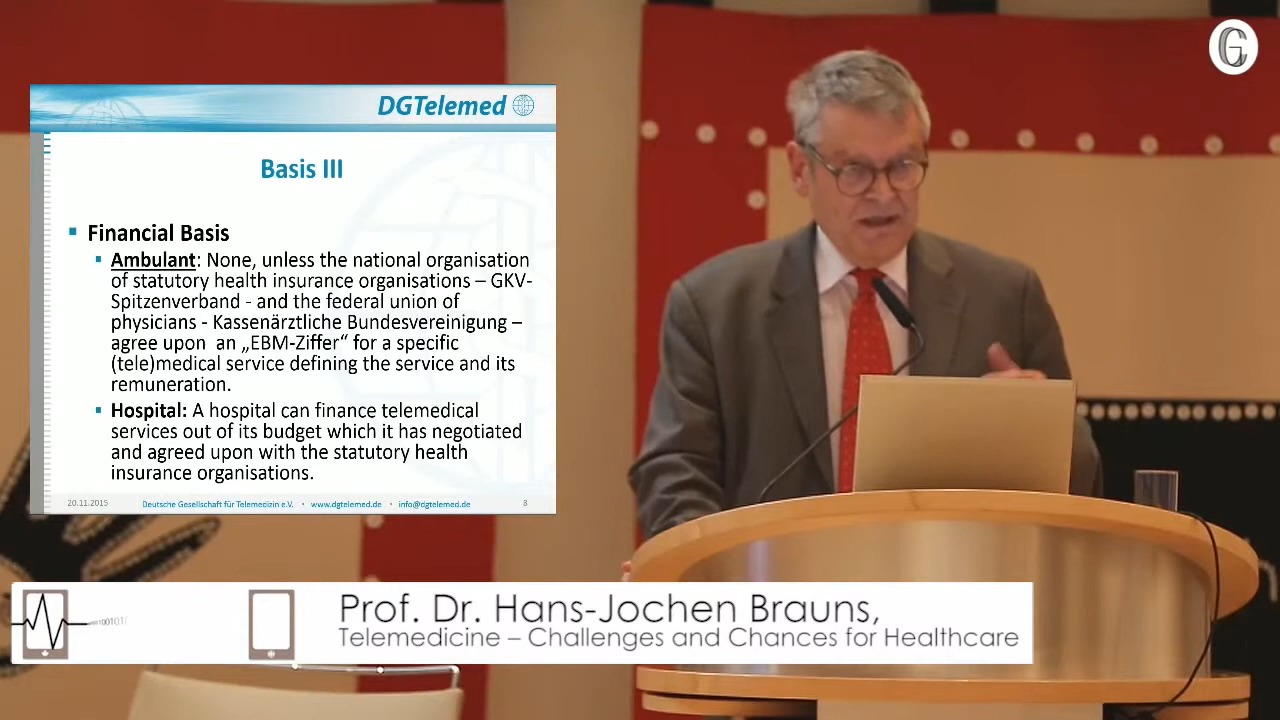 DGTelemed
Basis III
Financial Basis
Ambulant: None, unless the national organisation
of statutory health insurance organisations – GKV-
Spitzenverband - and the federal union of
physicians - Kassenärztliche Bundesvereinigung –
agree upon an „EBM-Ziffer“ for a specific
(tele)medical service defining the service and its
remuneration.
Hospital: A hospital can finance telemedical
services out of its budget which it has negotiated
and agreed upon with the statutory health
insurance organisations.
20.11.2015 Deutsche Gesellschaft für Telemedizin e.V. • www.dgtelemed.de • info@dgtelemed.de 8
Prof. Dr. Hans-Jochen Brauns,
Telemedicine – Challenges and Chances for Healthcare